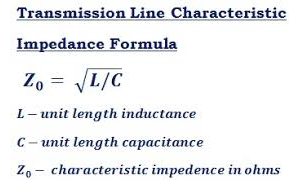 Transmission Line Characteristic
Impedance Formula
Z₀ = √L/C
L – unit length inductance
C – unit length capacitance
Z₀ – characteristic impedence in ohms